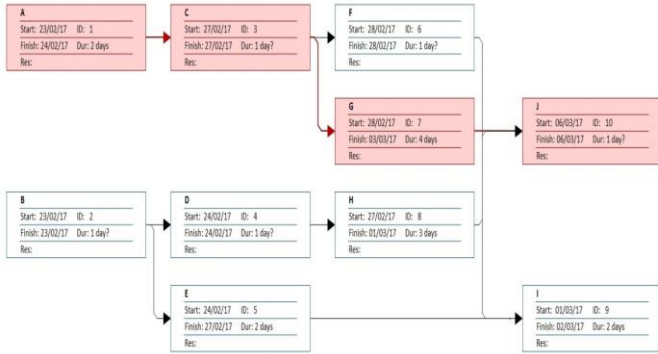 A
Start: 23/02/17 ID: 1
Finish: 24/02/17 Dur: 2 days
Res:
C
Start: 27/02/17 ID: 3
Finish: 27/02/17 Dur: 1 day?
Res:
F
Start: 28/02/17 ID: 6
Finish: 28/02/17 Dur: 1 day?
Res:
G
Start: 28/02/17 ID: 7
Finish: 03/03/17 Dur: 4 days
Res:
J
Start: 06/03/17 ID: 10
Finish: 06/03/17 Dur: 1 day?
Res:
B
Start: 23/02/17 ID: 2
Finish: 23/02/17 Dur: 1 day?
Res:
D
Start: 24/02/17 ID: 4
Finish: 24/02/17 Dur: 1 day?
Res:
H
Start: 27/02/17 ID: 8
Finish: 01/03/17 Dur: 3 days
Res:
E
Start: 24/02/17 ID: 5
Finish: 27/02/17 Dur: 2 days
Res:
I
Start: 01/03/17 ID: 9
Finish: 02/03/17 Dur: 2 days
Res: